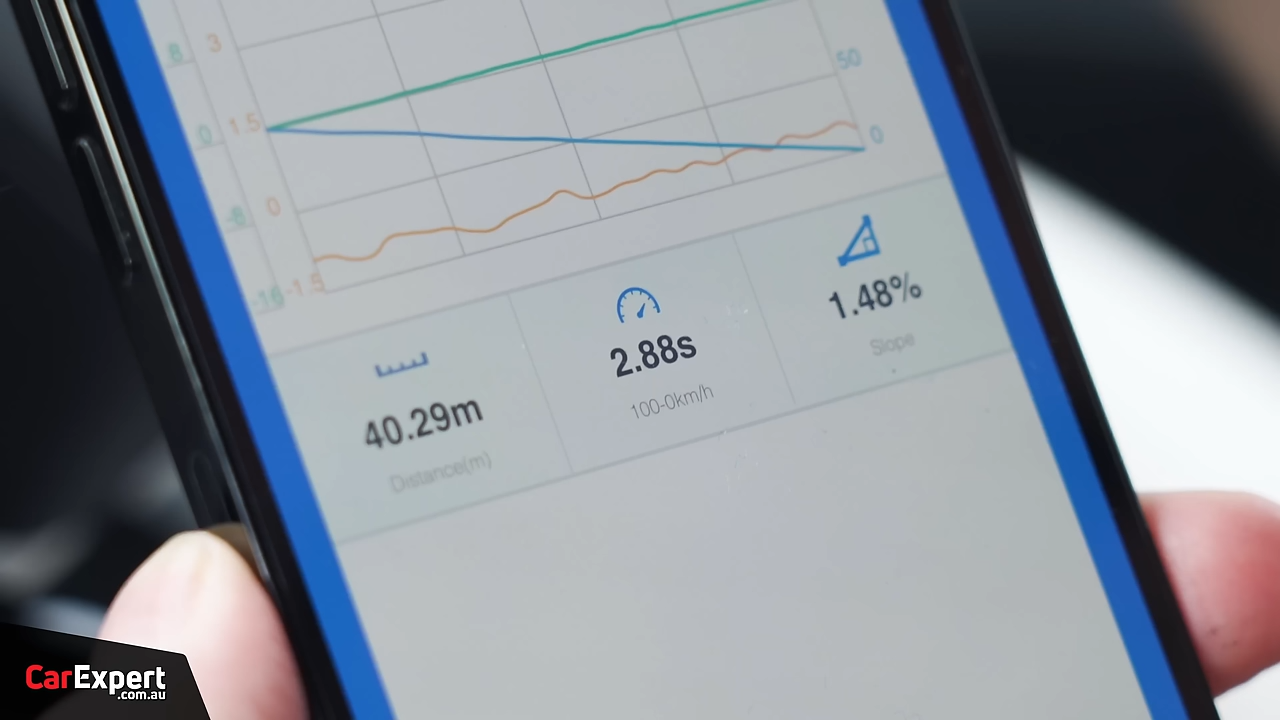 8
3
50
0
1.5
0
-8
0
-16
-1.5
40.29m
Distance(m)
2.88s
100-0km/h
1.48%
Slope
CarExpert
.com.au